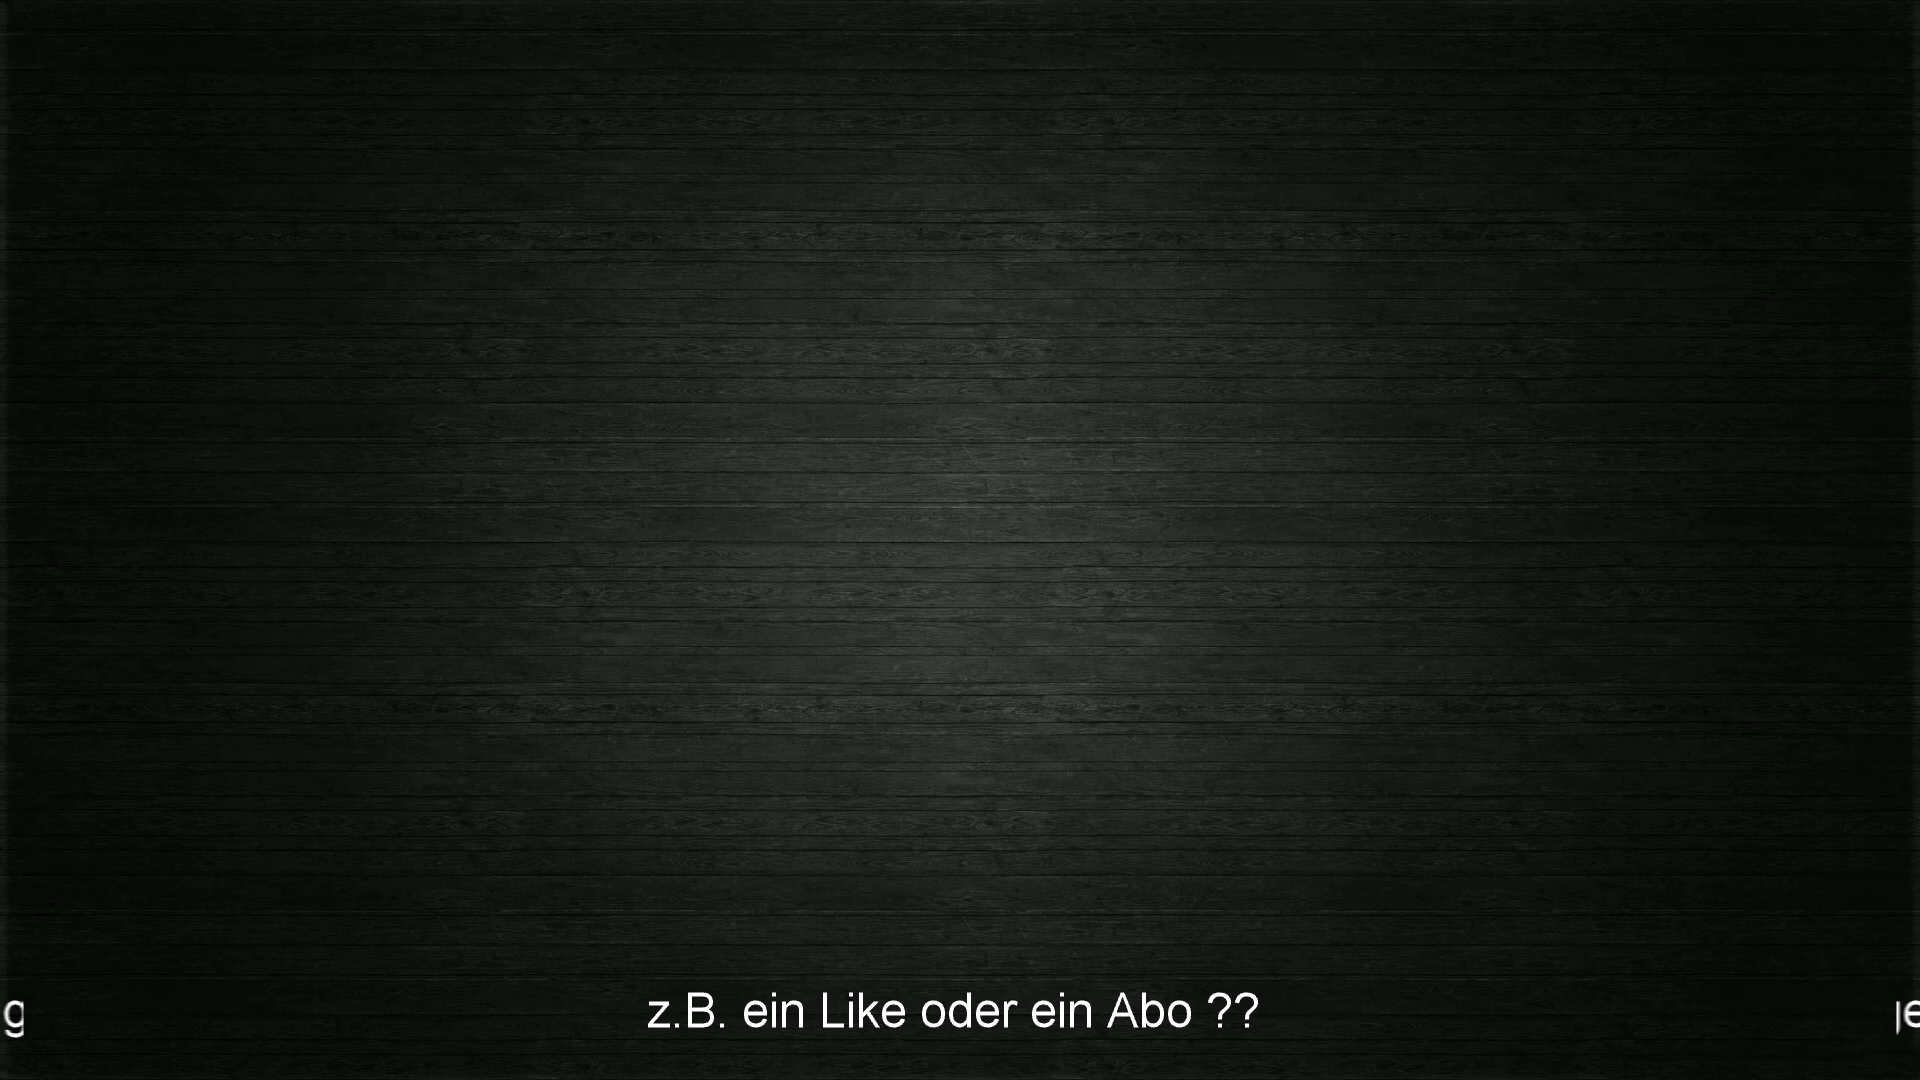 z.B. ein Like oder ein Abo ??